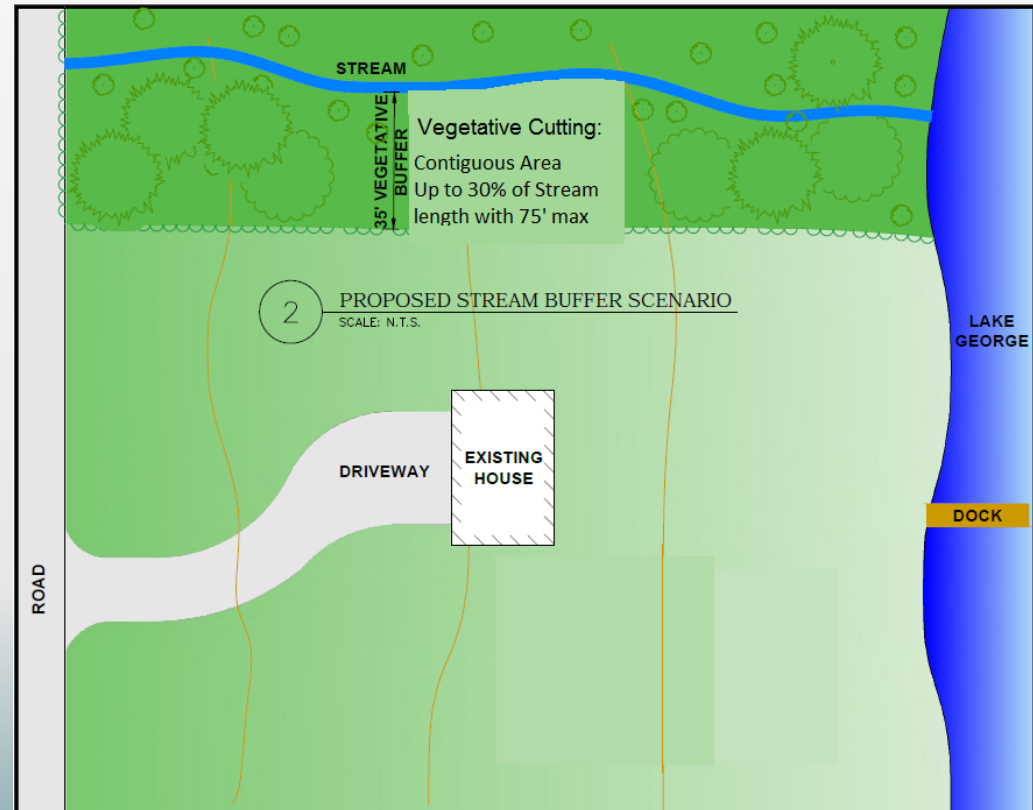 STREAM
35' VEGETATIVE
BUFFER
Vegetative Cutting:
Contiguous Area
Up to 30% of Stream
length with 75' max
2
PROPOSED STREAM BUFFER SCENARIO
SCALE: N.T.S.
LAKE
GEORGE
DRIVEWAY
EXISTING
HOUSE
DOCK
ROAD